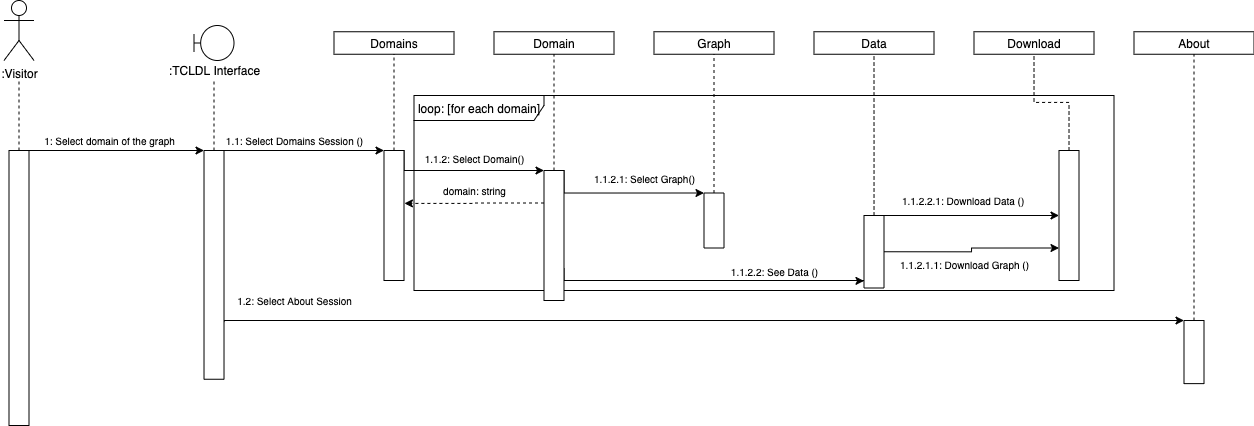 :Visitor
:TCLDL Interface
Domains
Domain
Graph
Data
Download
About
loop: [for each domain]
1: Select domain of the graph
1.1: Select Domains Session ()
1.1.2: Select Domain()
1.1.2.1: Select Graph()
domain: string
1.1.2.2.1: Download Data ()
1.1.2.1.1: Download Graph ()
1.1.2.2: See Data ()
1.2: Select About Session